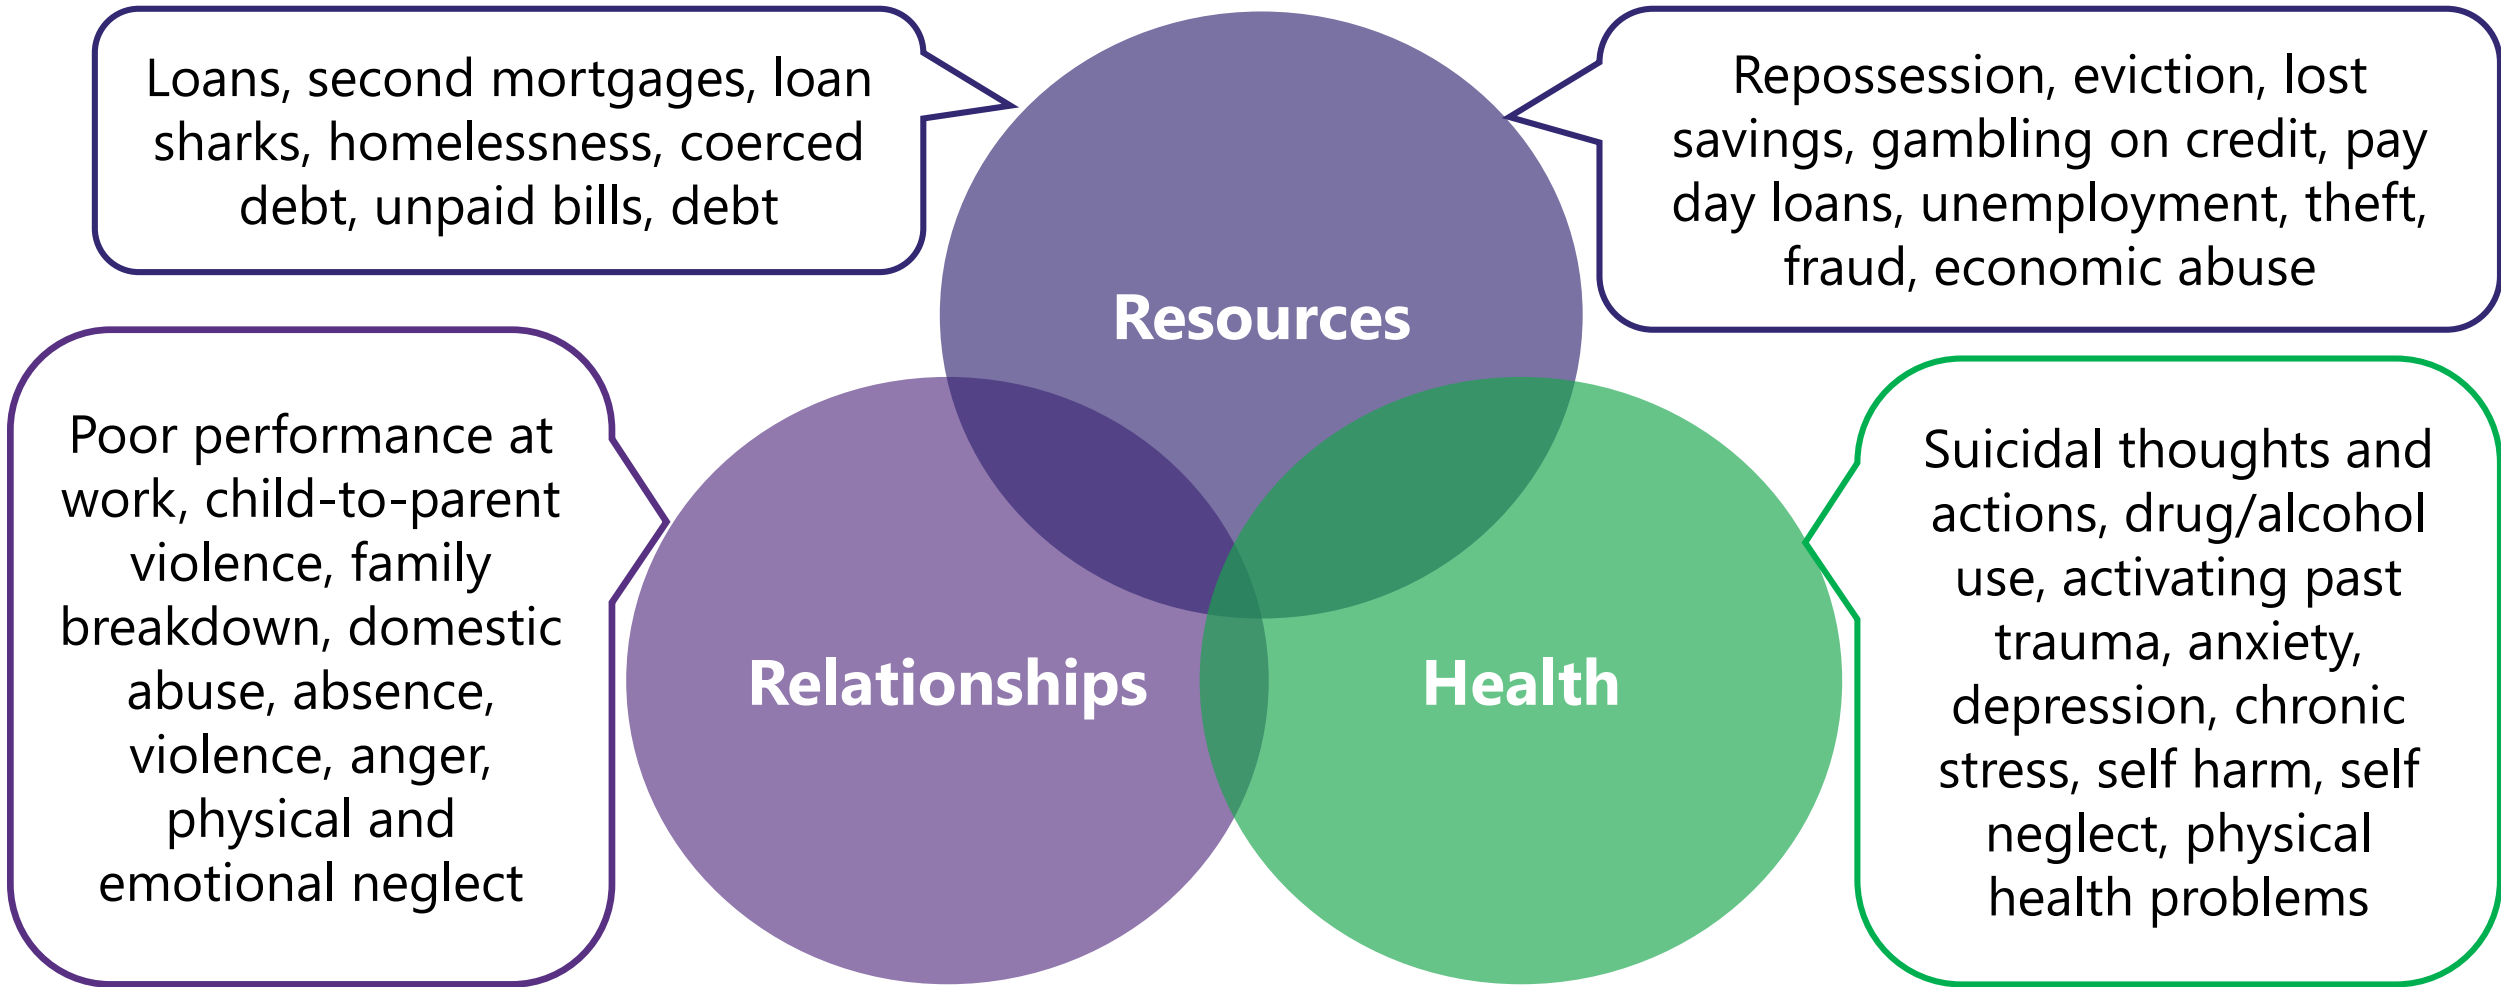 Loans, second mortgages, loan
sharks, homelessness, coerced
debt, unpaid bills, debt
Repossession, eviction, lost
savings, gambling on credit, pay
day loans, unemployment, theft,
fraud, economic abuse
Resources
Poor performance at
work, child-to-parent
violence, family
breakdown, domestic
abuse, absence,
violence, anger,
physical and
emotional neglect
Relationships
Health
Suicidal thoughts and
actions, drug/alcohol
use, activating past
trauma, anxiety,
depression, chronic
stress, self harm, self
neglect, physical
health problems